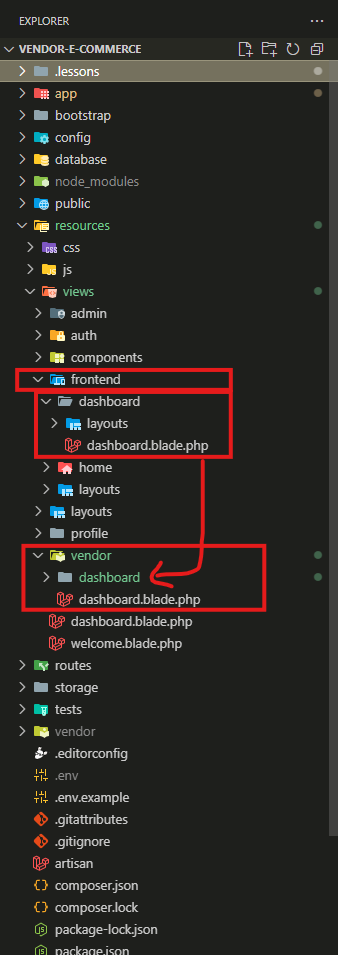 EXPLORER
VENDOR-E-COMMERCE
.lessons
app
bootstrap
config
database
node_modules
public
resources
css
js
views
admin
auth
components
frontend
dashboard
layouts
dashboard.blade.php
home
layouts
layouts
profile
vendor
dashboard
dashboard.blade.php
dashboard.blade.php
welcome.blade.php
routes
storage
tests
vendor
.editorconfig
.env
.env.example
.gitattributes
.gitignore
artisan
composer.json
composer.lock
package-lock.json
package.json